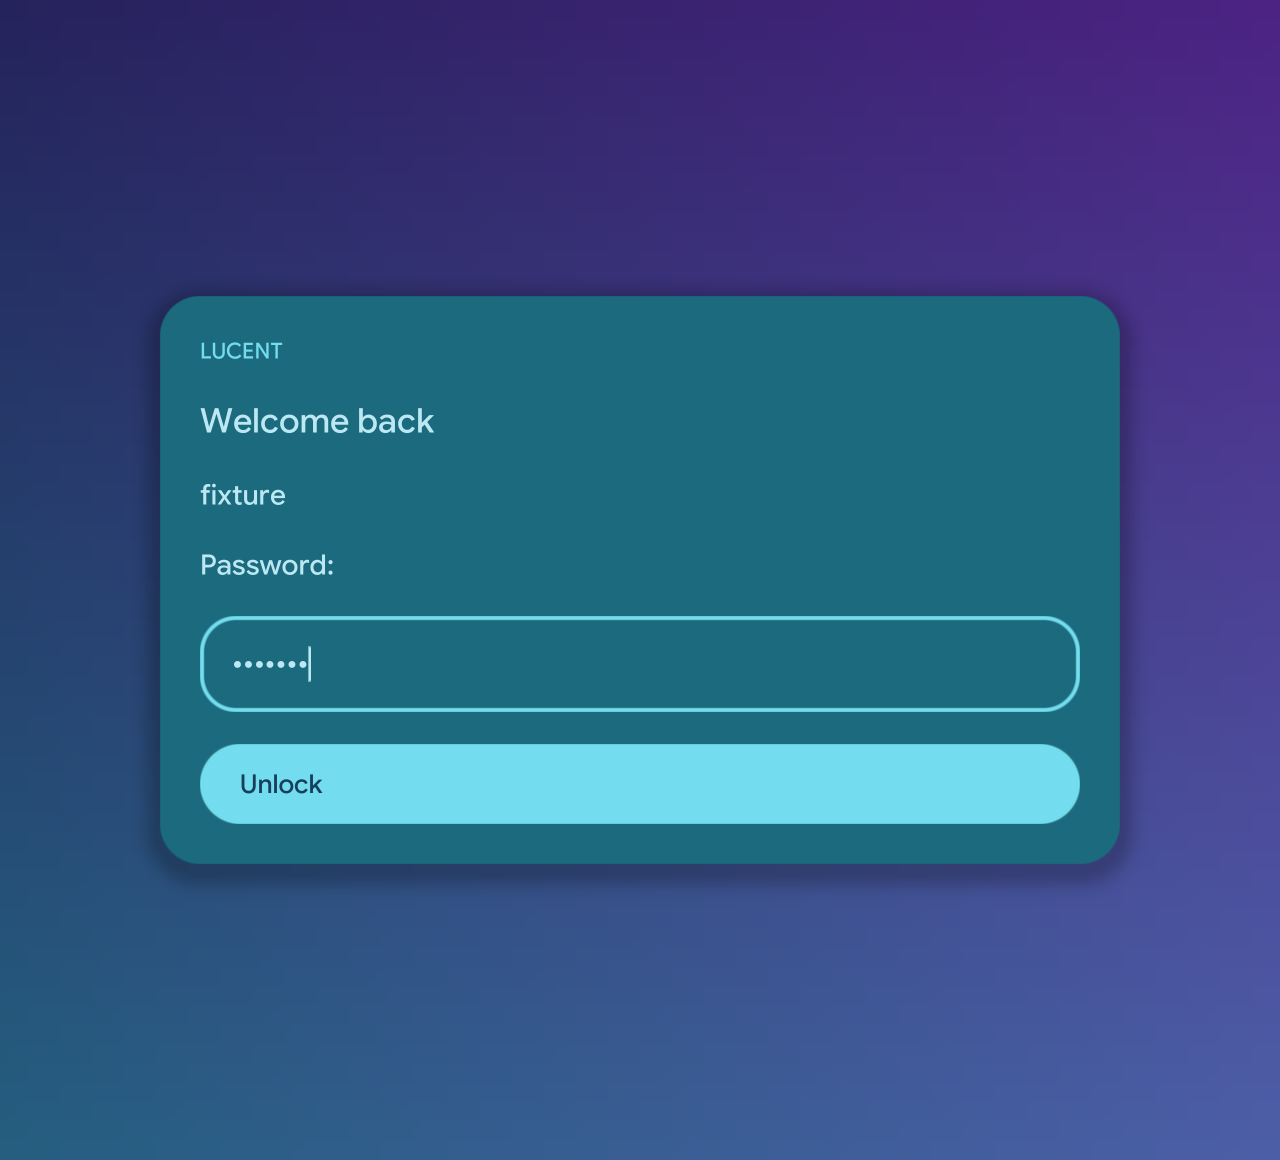 LUCENT
Welcome back
fixture
Password:
•••••••
Unlock